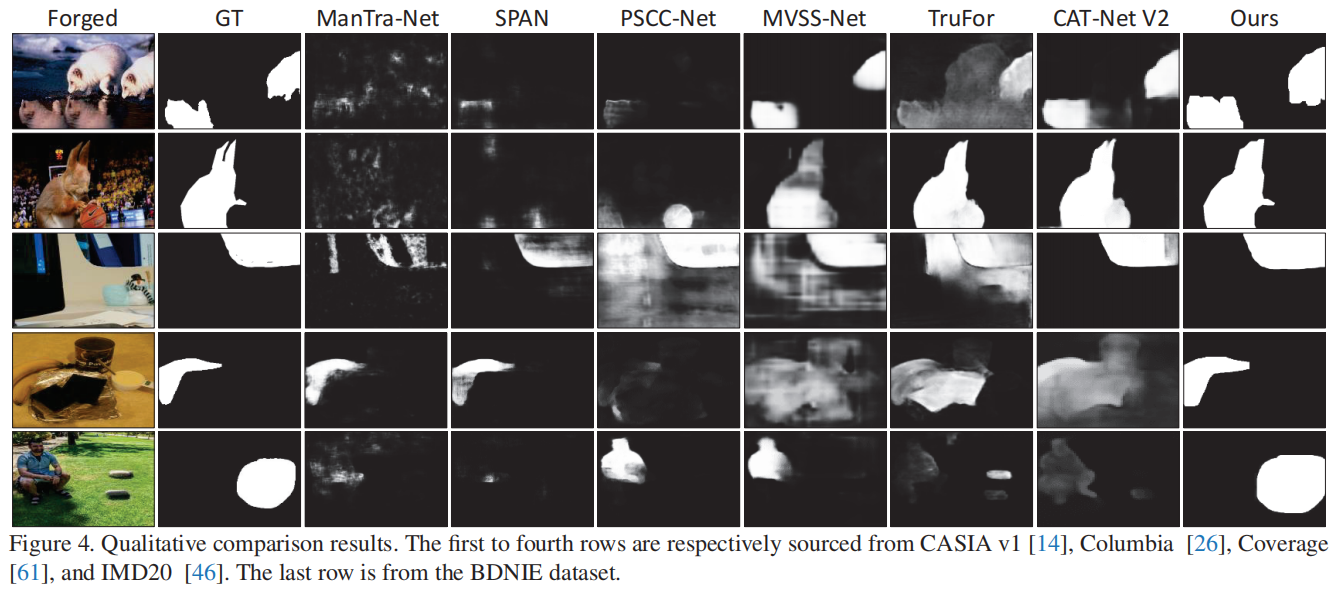 Forged GT ManTra-Net SPAN PSCC-Net MVSS-Net TruFor CAT-Net V2 Ours
Figure 4. Qualitative comparison results. The first to fourth rows are respectively sourced from CASIA v1 [14], Columbia [26], Coverage
[61], and IMD20 [46]. The last row is from the BDNIE dataset.